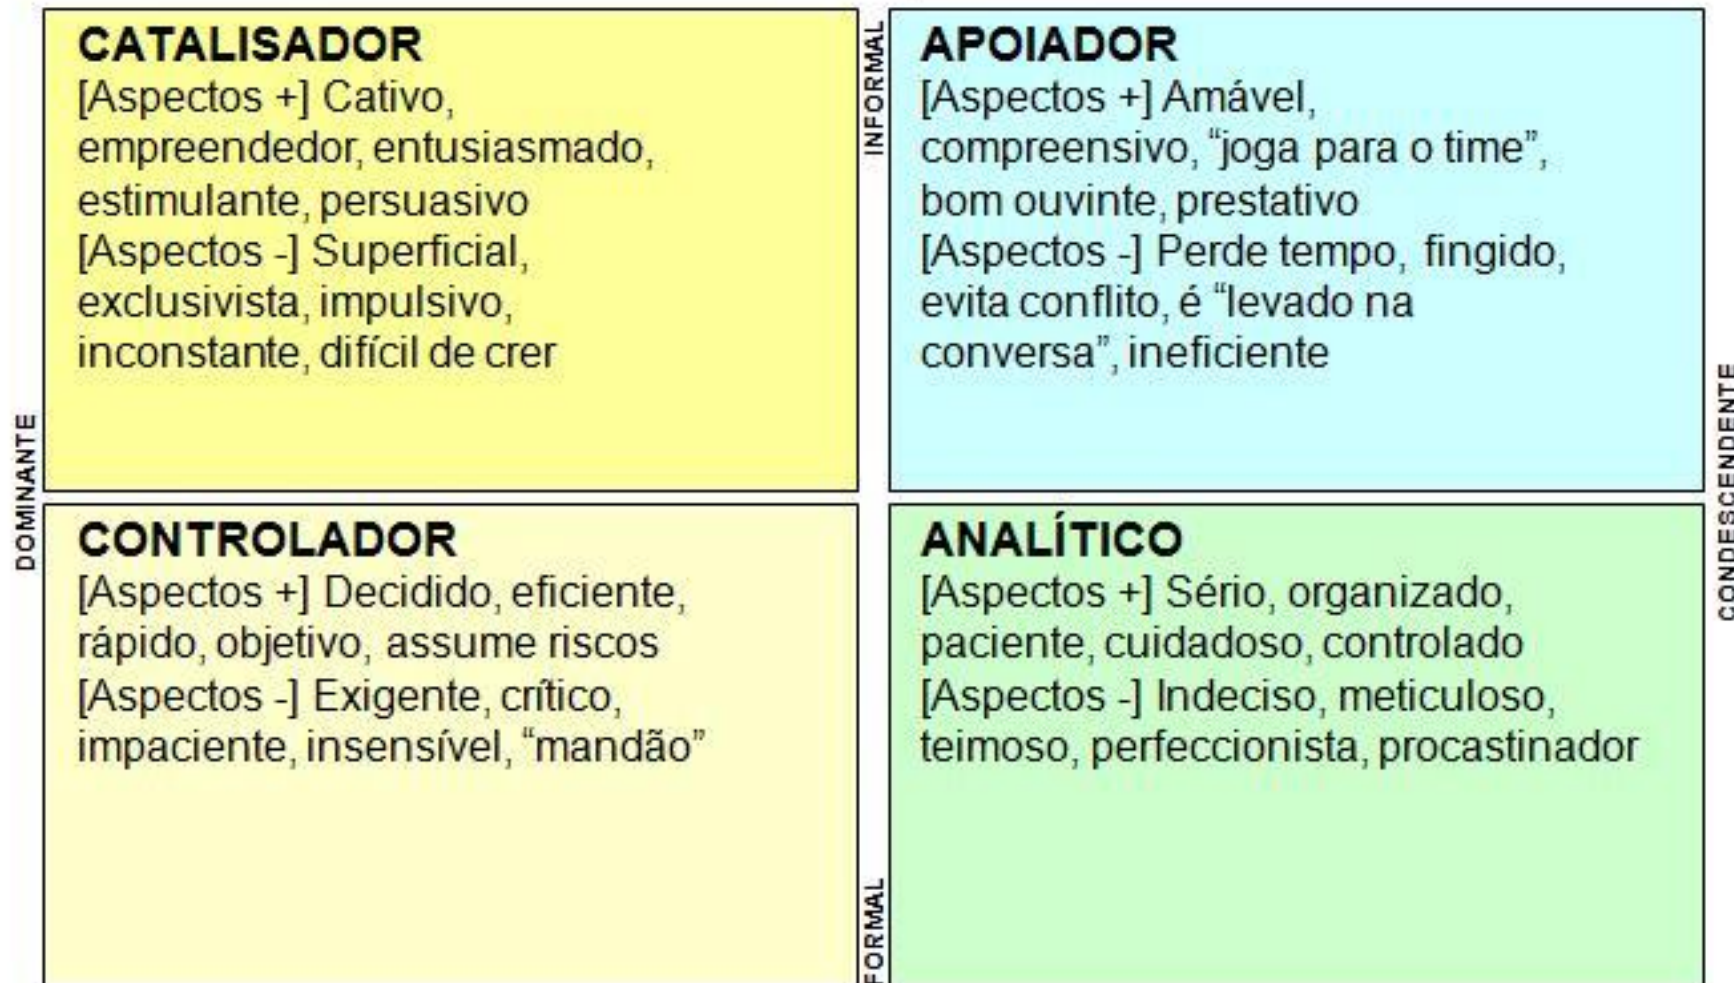 CATALISADOR
[Aspectos +] Cativo,
empreendedor, entusiasmado,
estimulante, persuasivo
[Aspectos -] Superficial,
exclusivista, impulsivo,
inconstante, difícil de crer
INFORMAL
APOIADOR
[Aspectos +] Amável,
compreensivo, “joga para o time”,
bom ouvinte, prestativo
[Aspectos -] Perde tempo, fingido,
evita conflito, é “levado na
conversa”, ineficiente
DOMINANTE
CONDESCENDENTE
CONTROLADOR
[Aspectos +] Decidido, eficiente,
rápido, objetivo, assume riscos
[Aspectos -] Exigente, crítico,
impaciente, insensível, “mandão”
FORMAL
ANALÍTICO
[Aspectos +] Sério, organizado,
paciente, cuidadoso, controlado
[Aspectos -] Indeciso, meticuloso,
teimoso, perfeccionista, procastinador